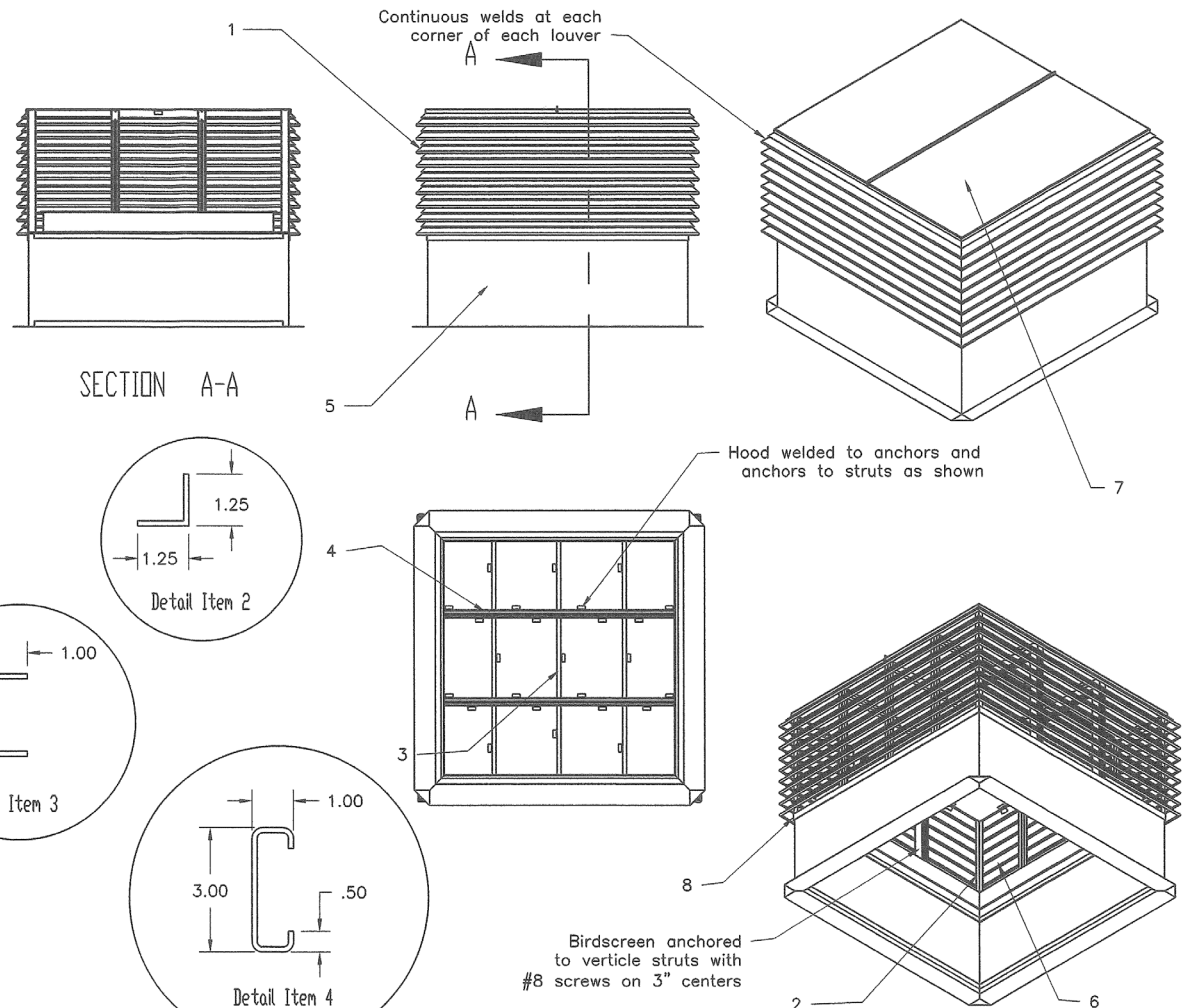 Continuous welds at each
corner of each louver
1
A
SECTION A-A
5
A
7
Hood welded to anchors and
anchors to struts as shown
1.25
1.25
Detail Item 2
4
3
1.00
Item 3
1.00
3.00
.50
Detail Item 4
8
Birdscreen anchored
to verticle struts with
#8 screws on 3" centers
2
6